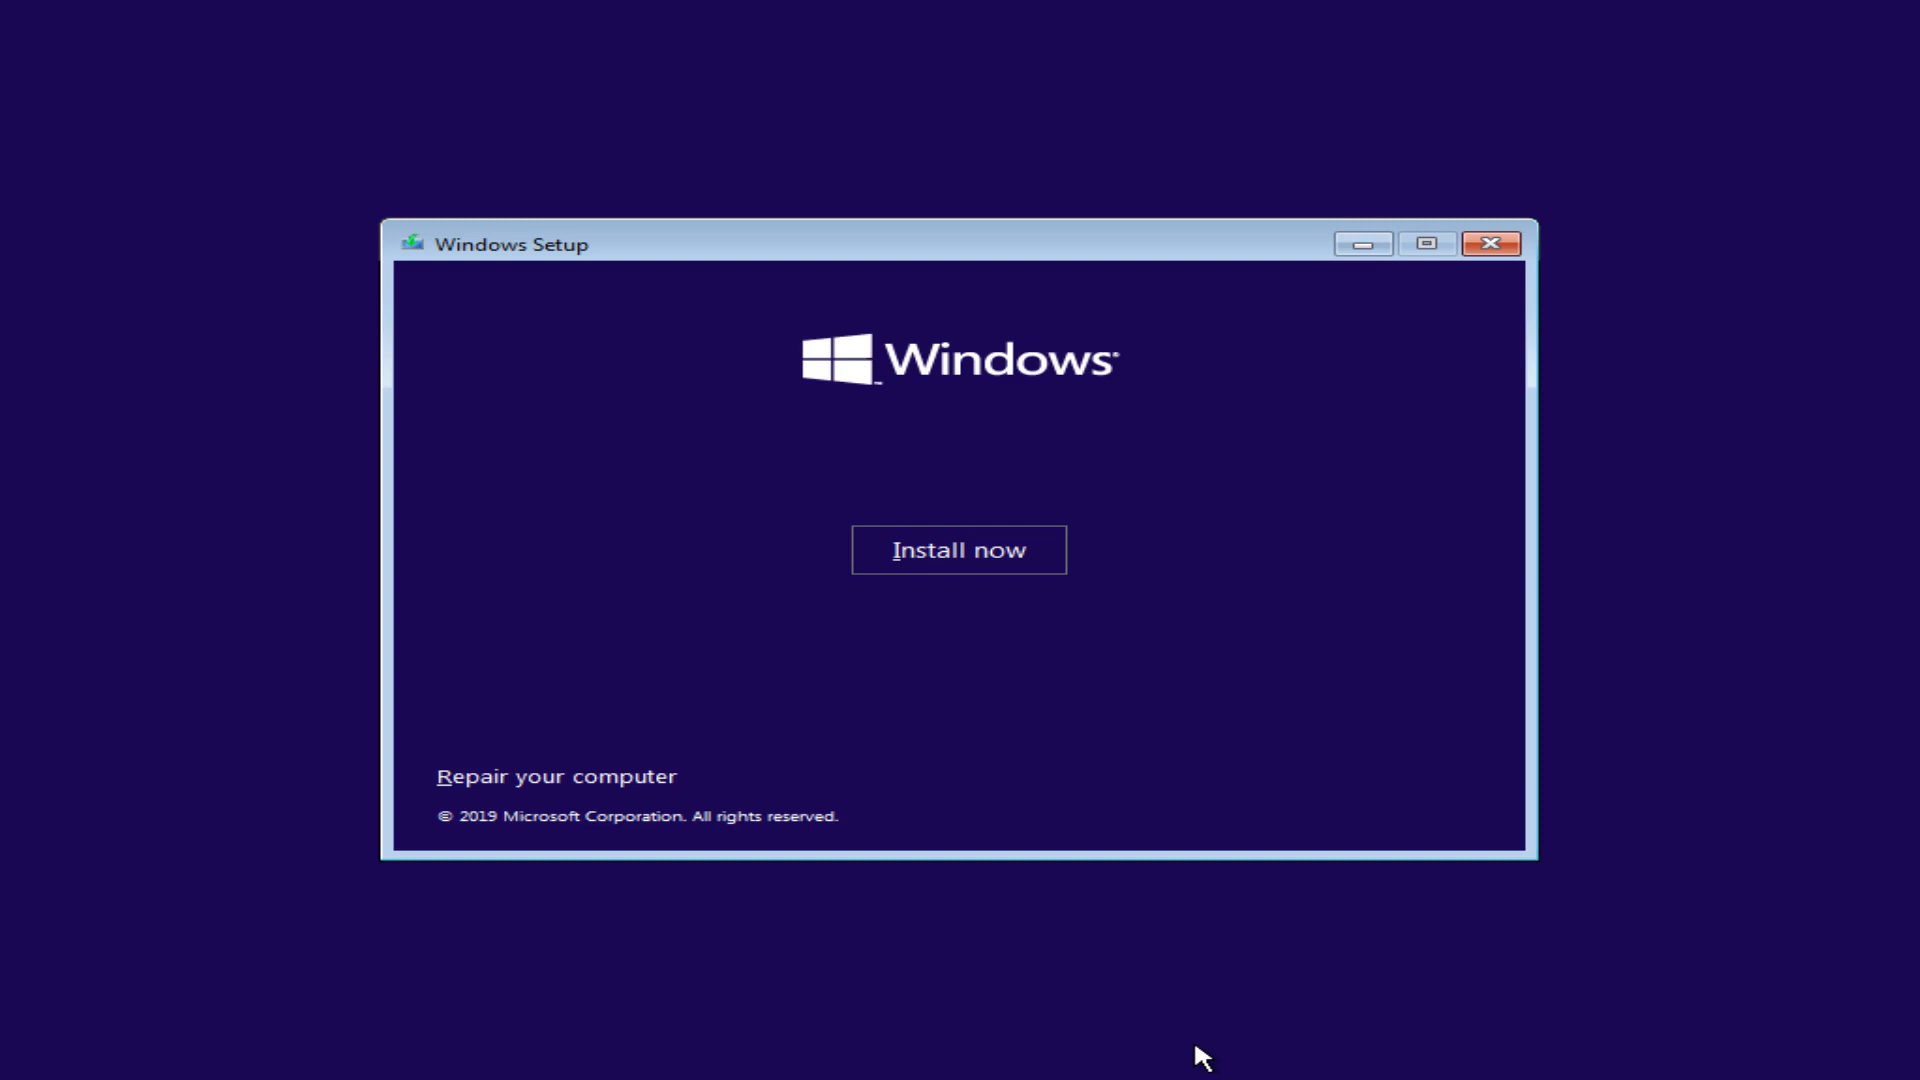 Windows Setup
Windows
Install now
Repair your computer
© 2019 Microsoft Corporation. All rights reserved.